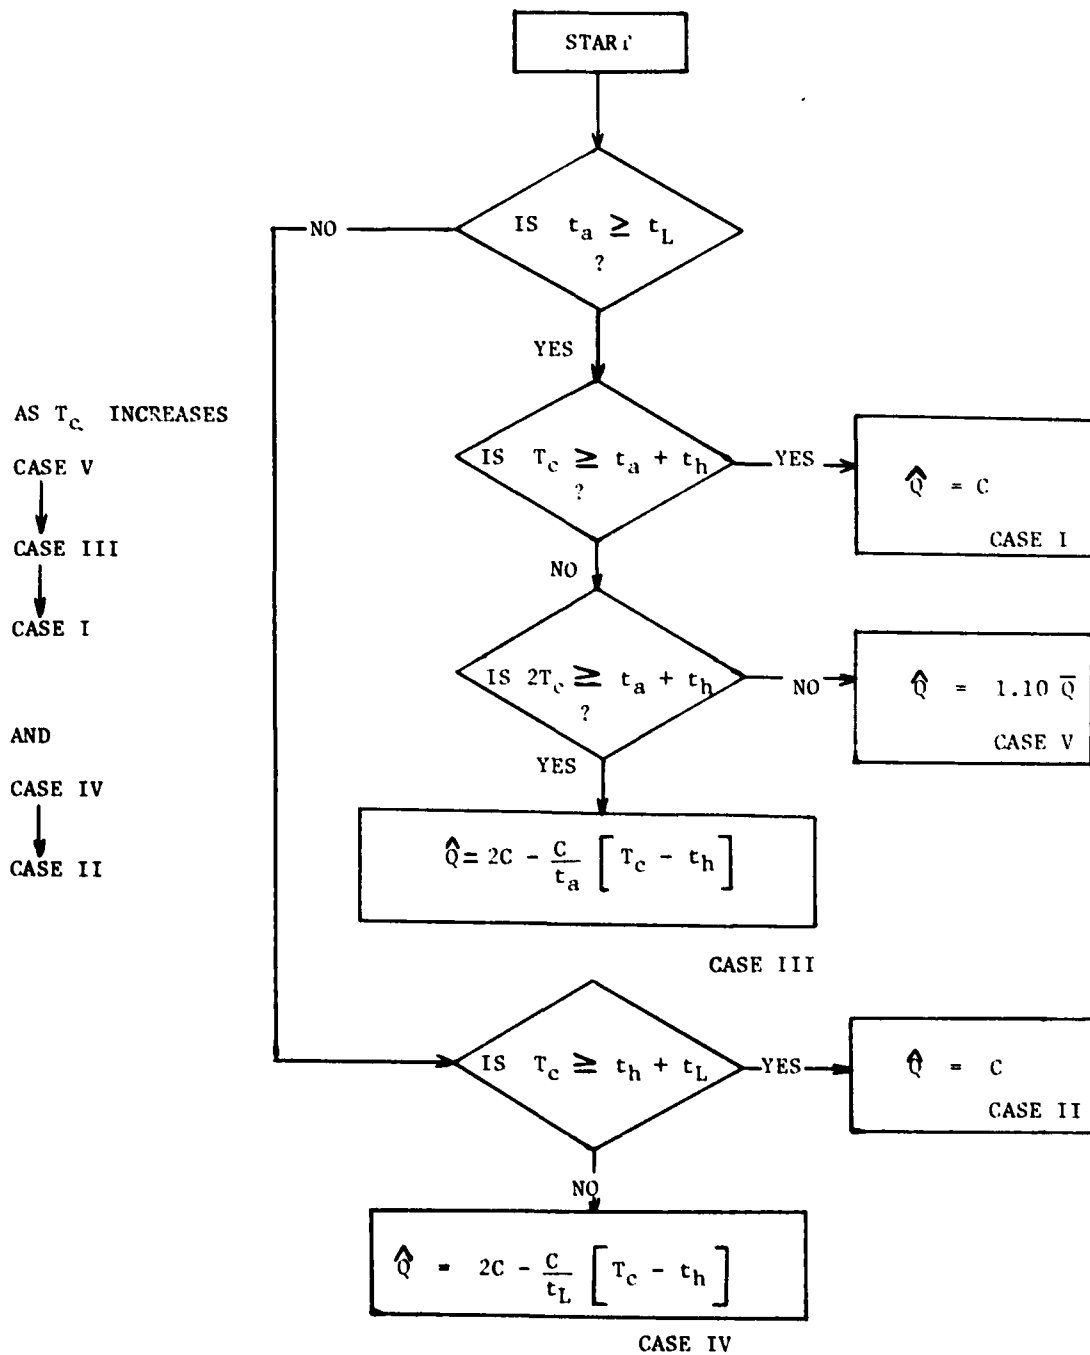 START
IS t_a ≥ t_L
?
NO
YES
IS T_c ≥ t_a + t_h
?
YES
Q̂ = C
CASE I
NO
IS 2T_c ≥ t_a + t_h
?
NO
Q̂ = 1.10 Q̄
CASE V
YES
Q̂ = 2C - C/t_a [T_c - t_h]
CASE III
IS T_c ≥ t_h + t_L
YES
Q̂ = C
CASE II
NO
Q̂ = 2C - C/t_L [T_c - t_h]
CASE IV
AS T_c INCREASES
CASE V
CASE III
CASE I
AND
CASE IV
CASE II